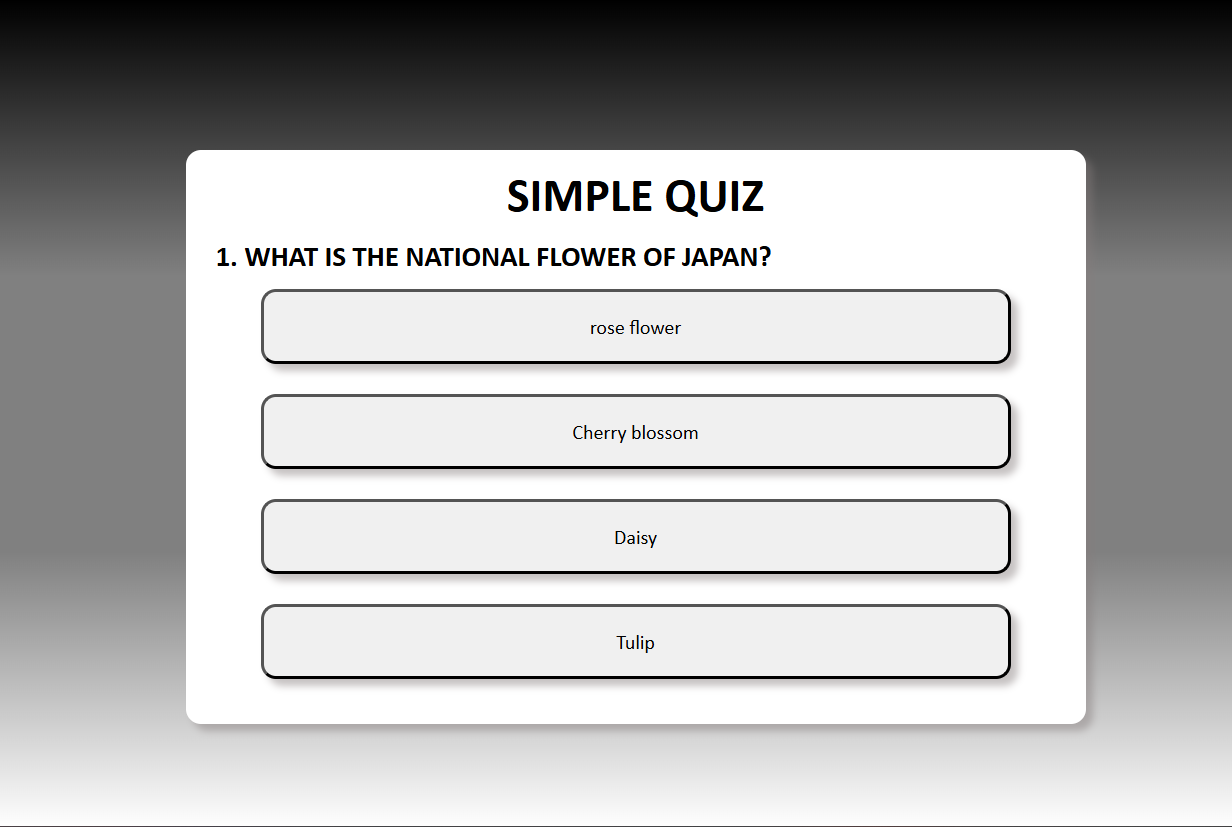 SIMPLE QUIZ
1. WHAT IS THE NATIONAL FLOWER OF JAPAN?
rose flower
Cherry blossom
Daisy
Tulip